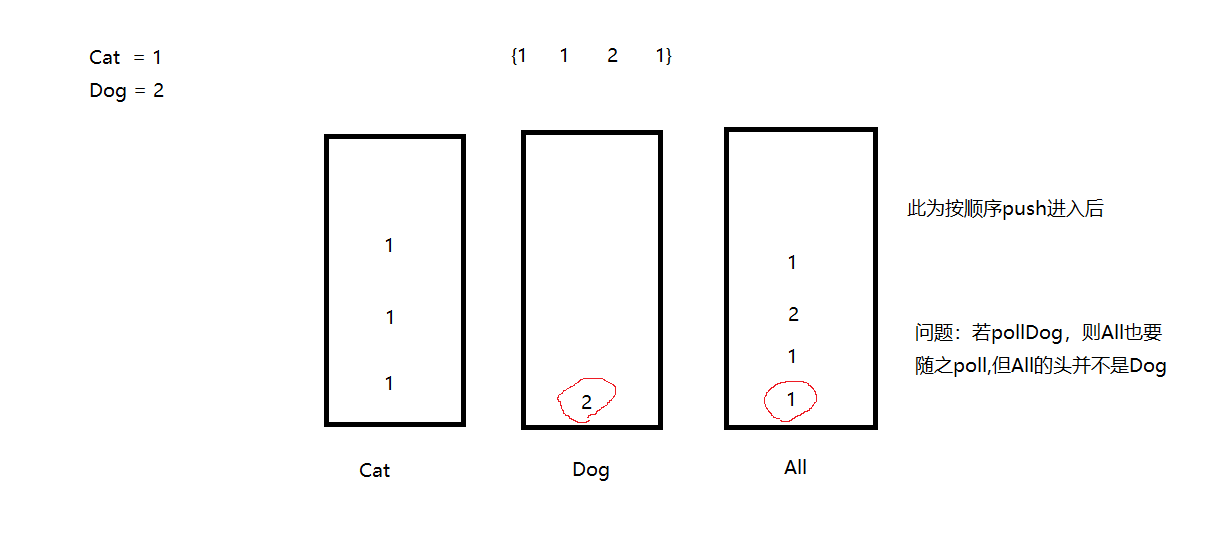 Cat = 1
Dog = 2
{1 1 2 1}
1
1
1
2
1
2
1
1
此为按顺序push进入后
问题：若pollDog，则All也要
随之poll,但All的头并不是Dog
Cat
Dog
All